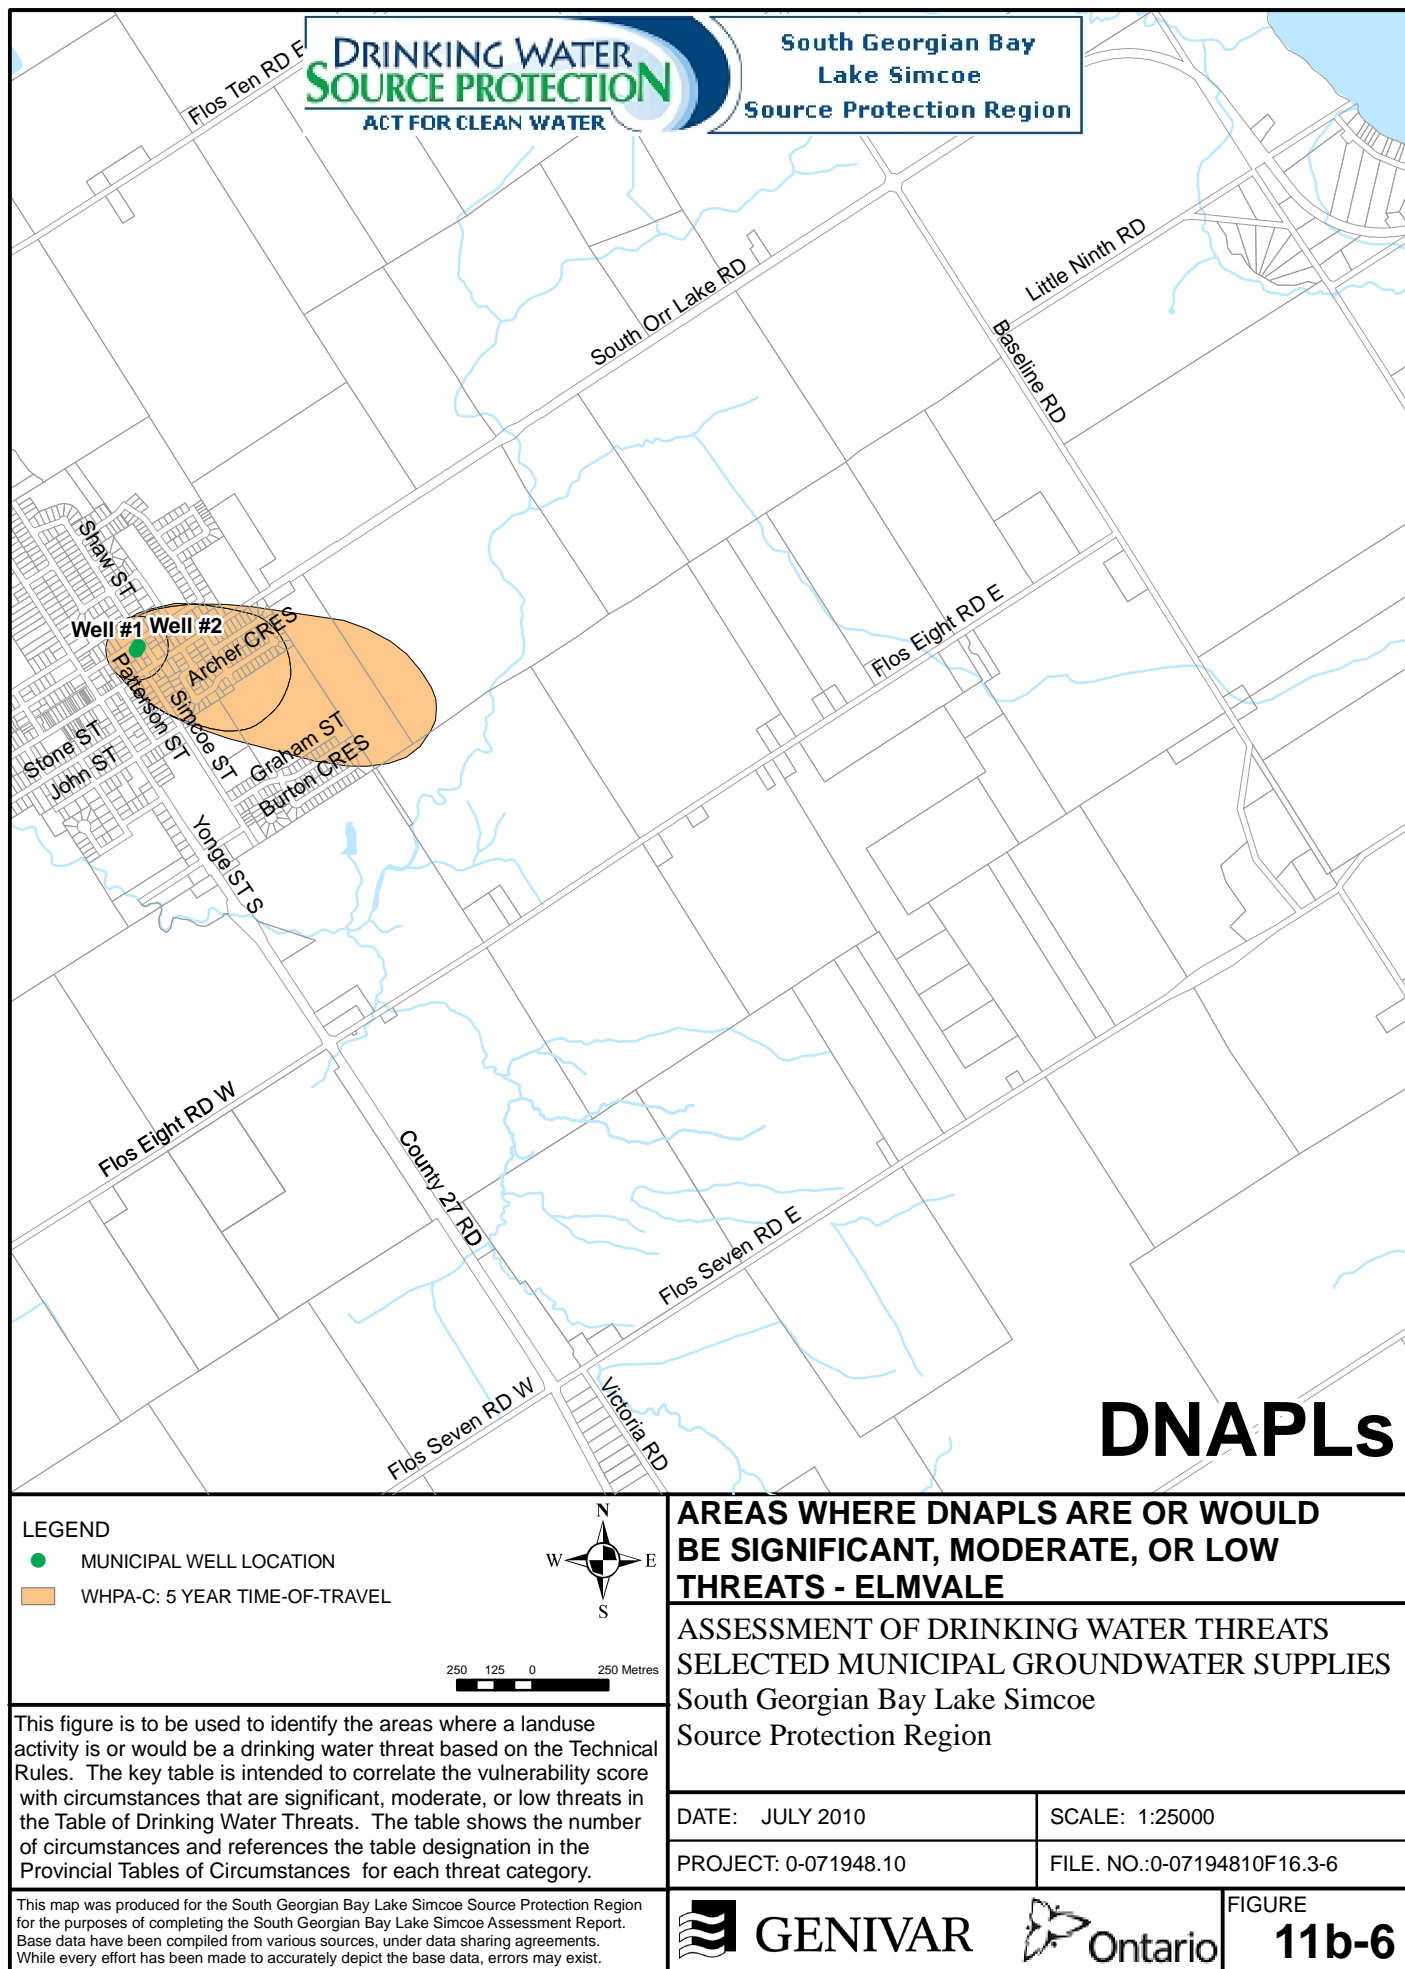 DRINKING WATER
SOURCE PROTECTION
ACT FOR CLEAN WATER
South Georgian Bay
Lake Simcoe
Source Protection Region
Flos Ten RD E
South Orr Lake RD
Little Ninth RD
Baseline RD
Shaw ST
Well #1
Well #2
Archer CRES
Flos Eight RD E
Patterson ST
Simcoe ST
Stone ST
John ST
Graham ST
Burton CRES
Yonge ST S
Flos Eight RD W
County 27 RD
Flos Seven RD E
Flos Seven RD W
Victoria RD
DNAPLs
LEGEND
MUNICIPAL WELL LOCATION
WHPA-C: 5 YEAR TIME-OF-TRAVEL
N
W
E
S
250 125 0 250 Metres
AREAS WHERE DNAPLS ARE OR WOULD
BE SIGNIFICANT, MODERATE, OR LOW
THREATS - ELMVALE
ASSESSMENT OF DRINKING WATER THREATS
SELECTED MUNICIPAL GROUNDWATER SUPPLIES
South Georgian Bay Lake Simcoe
Source Protection Region
This figure is to be used to identify the areas where a landuse
activity is or would be a drinking water threat based on the Technical
Rules. The key table is intended to correlate the vulnerability score
with circumstances that are significant, moderate, or low threats in
the Table of Drinking Water Threats. The table shows the number
of circumstances and references the table designation in the
Provincial Tables of Circumstances for each threat category.
DATE: JULY 2010
SCALE: 1:25000
PROJECT: 0-071948.10
FILE. NO.:0-07194810F16.3-6
This map was produced for the South Georgian Bay Lake Simcoe Source Protection Region
for the purposes of completing the South Georgian Bay Lake Simcoe Assessment Report.
Base data have been compiled from various sources, under data sharing agreements.
While every effort has been made to accurately depict the base data, errors may exist.
GENIVAR
Ontario
FIGURE
11b-6